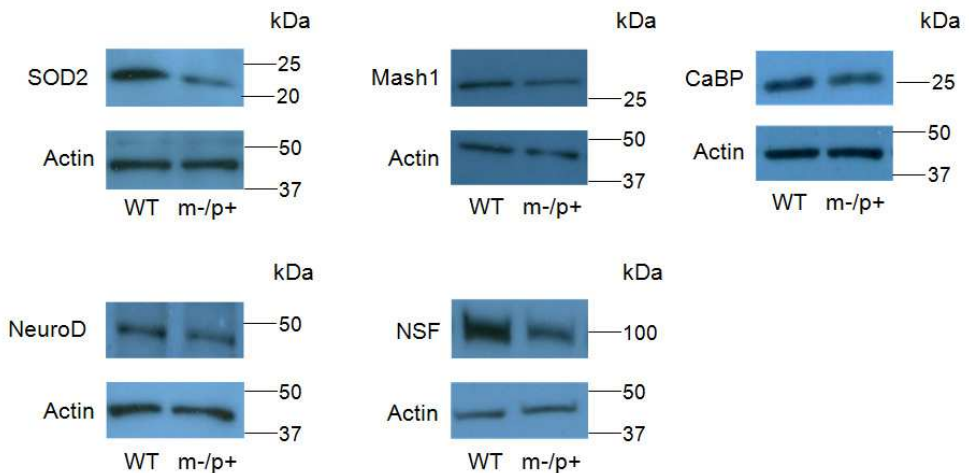 kDa
SOD2
25
20
Actin
50
37
WT m-/p+
kDa
Mash1
25
Actin
50
37
WT m-/p+
kDa
CaBP
25
Actin
50
37
WT m-/p+
kDa
NeuroD
50
Actin
50
37
WT m-/p+
kDa
NSF
100
Actin
50
37
WT m-/p+